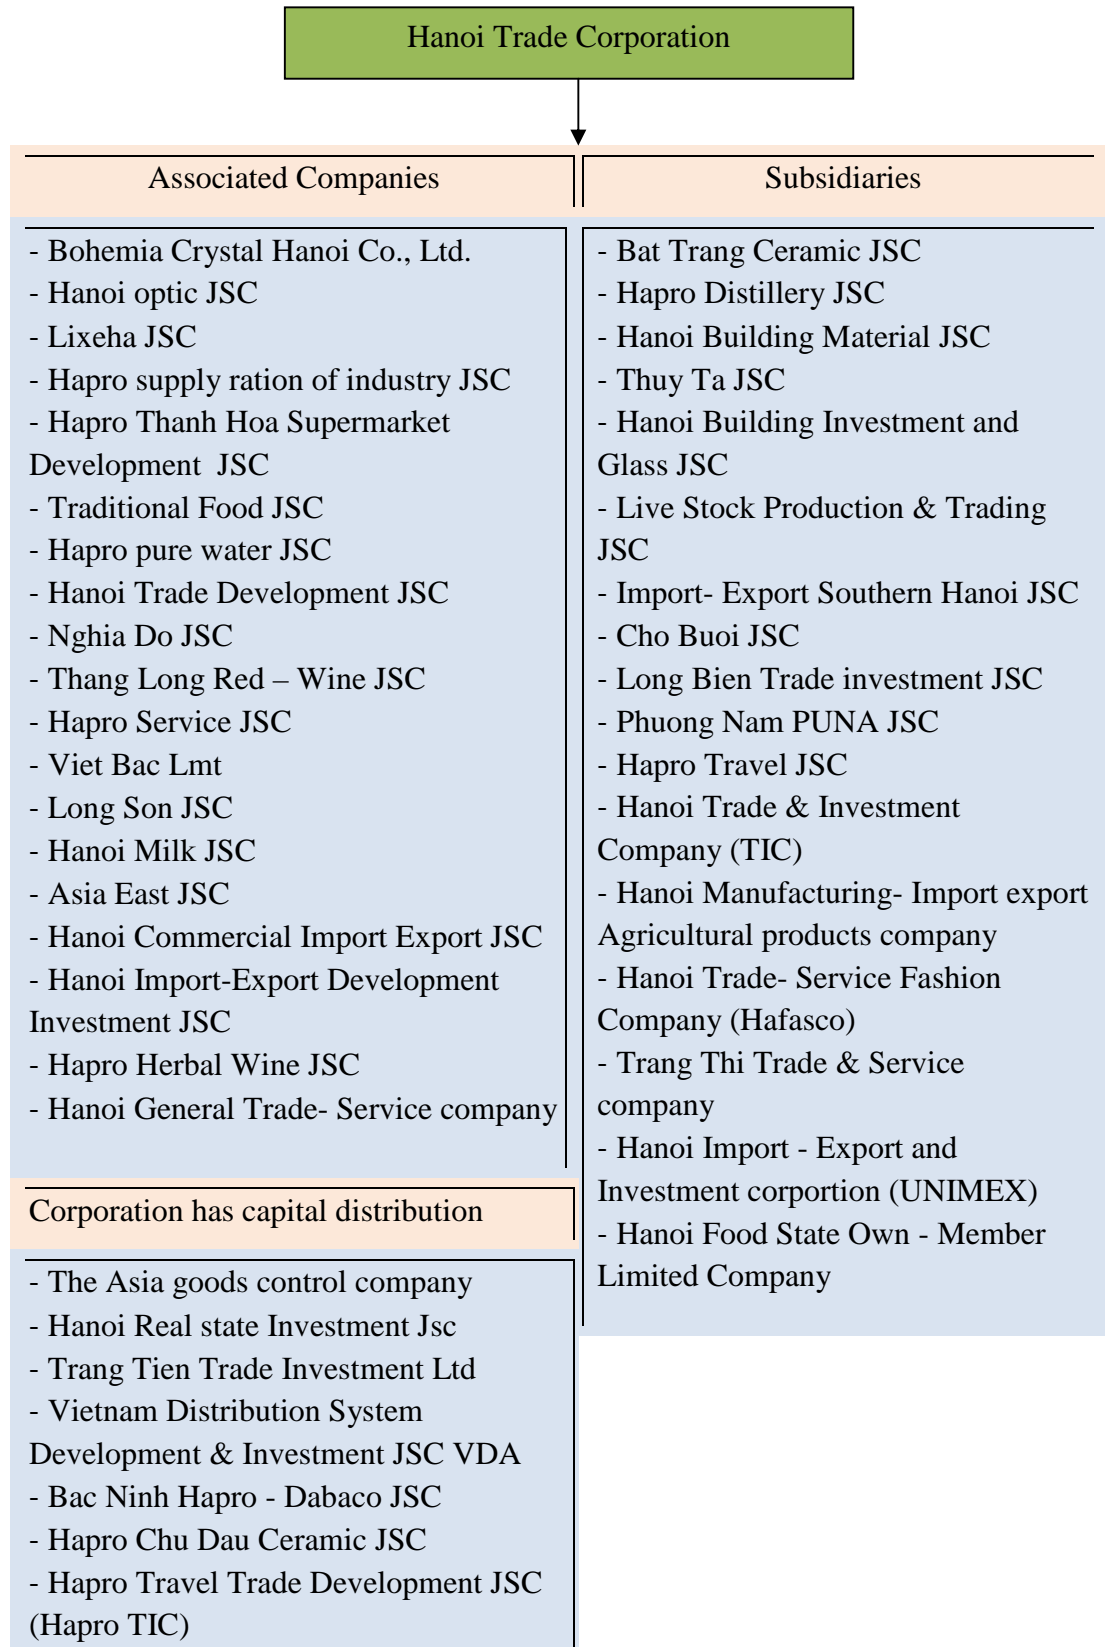 Hanoi Trade Corporation
Associated Companies
- Bohemia Crystal Hanoi Co., Ltd.
- Hanoi optic JSC
- Lixeha JSC
- Hapro supply ration of industry JSC
- Hapro Thanh Hoa Supermarket
Development JSC
- Traditional Food JSC
- Hapro pure water JSC
- Hanoi Trade Development JSC
- Nghia Do JSC
- Thang Long Red – Wine JSC
- Hapro Service JSC
- Viet Bac Lmt
- Long Son JSC
- Hanoi Milk JSC
- Asia East JSC
- Hanoi Commercial Import Export JSC
- Hanoi Import-Export Development
Investment JSC
- Hapro Herbal Wine JSC
- Hanoi General Trade- Service company
Corporation has capital distribution
- The Asia goods control company
- Hanoi Real state Investment Jsc
- Trang Tien Trade Investment Ltd
- Vietnam Distribution System
Development & Investment JSC VDA
- Bac Ninh Hapro - Dabaco JSC
- Hapro Chu Dau Ceramic JSC
- Hapro Travel Trade Development JSC
(Hapro TIC)
Subsidiaries
- Bat Trang Ceramic JSC
- Hapro Distillery JSC
- Hanoi Building Material JSC
- Thuy Ta JSC
- Hanoi Building Investment and
Glass JSC
- Live Stock Production & Trading
JSC
- Import- Export Southern Hanoi JSC
- Cho Buoi JSC
- Long Bien Trade investment JSC
- Phuong Nam PUNA JSC
- Hapro Travel JSC
- Hanoi Trade & Investment
Company (TIC)
- Hanoi Manufacturing- Import export
Agricultural products company
- Hanoi Trade- Service Fashion
Company (Hafasco)
- Trang Thi Trade & Service
company
- Hanoi Import - Export and
Investment corportion (UNIMEX)
- Hanoi Food State Own - Member
Limited Company